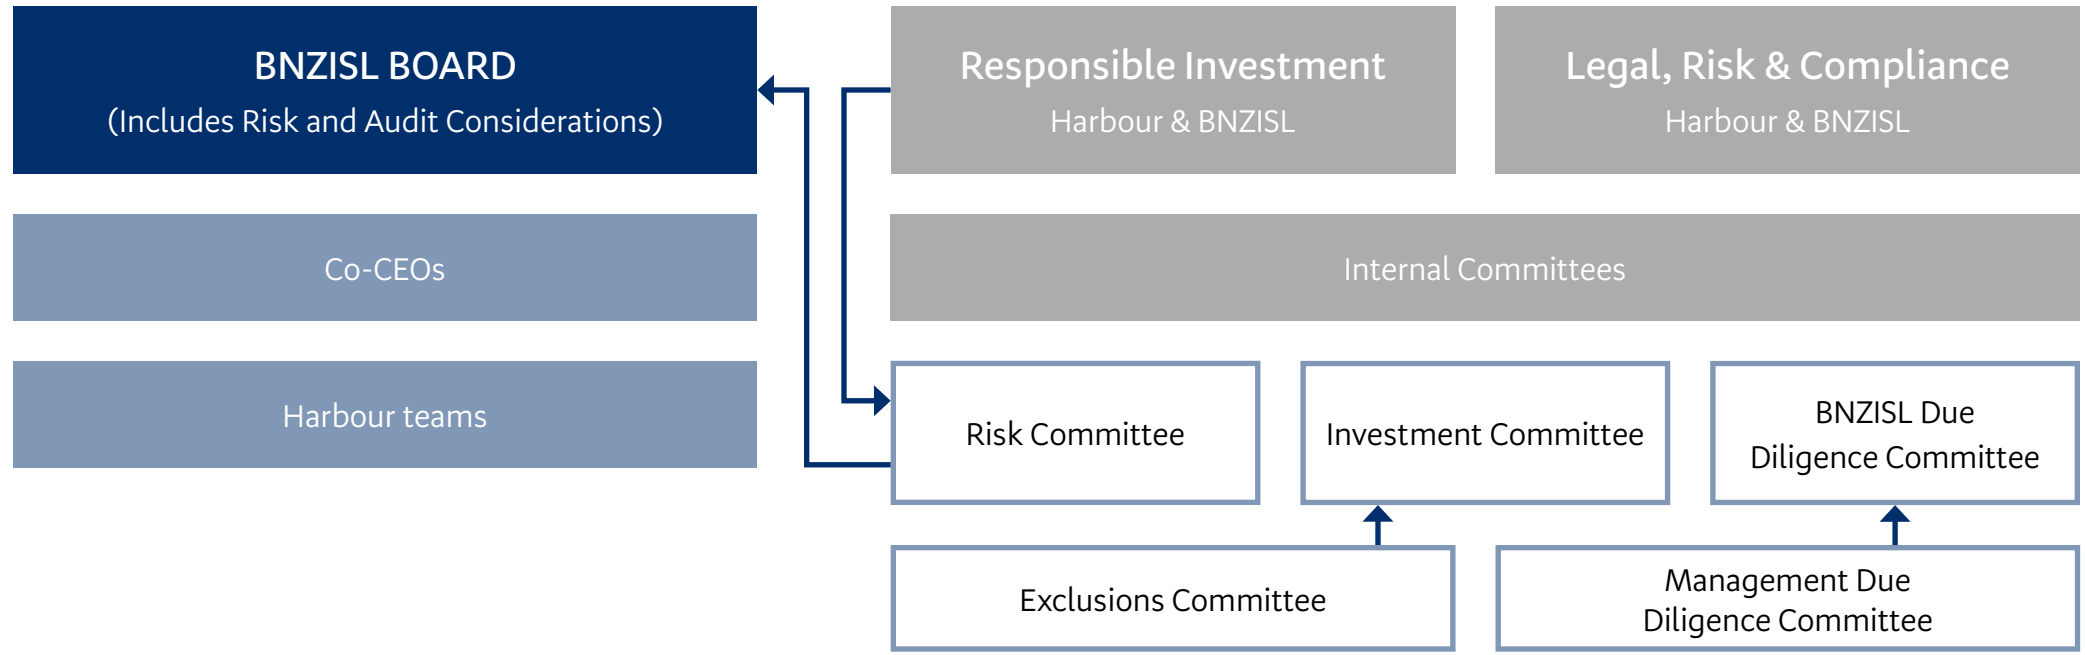 BNZISL BOARD
(Includes Risk and Audit Considerations)
Responsible Investment
Harbour & BNZISL
Legal, Risk & Compliance
Harbour & BNZISL
Co-CEOs
Internal Committees
Harbour teams
Risk Committee
Investment Committee
BNZISL Due
Diligence Committee
Exclusions Committee
Management Due
Diligence Committee